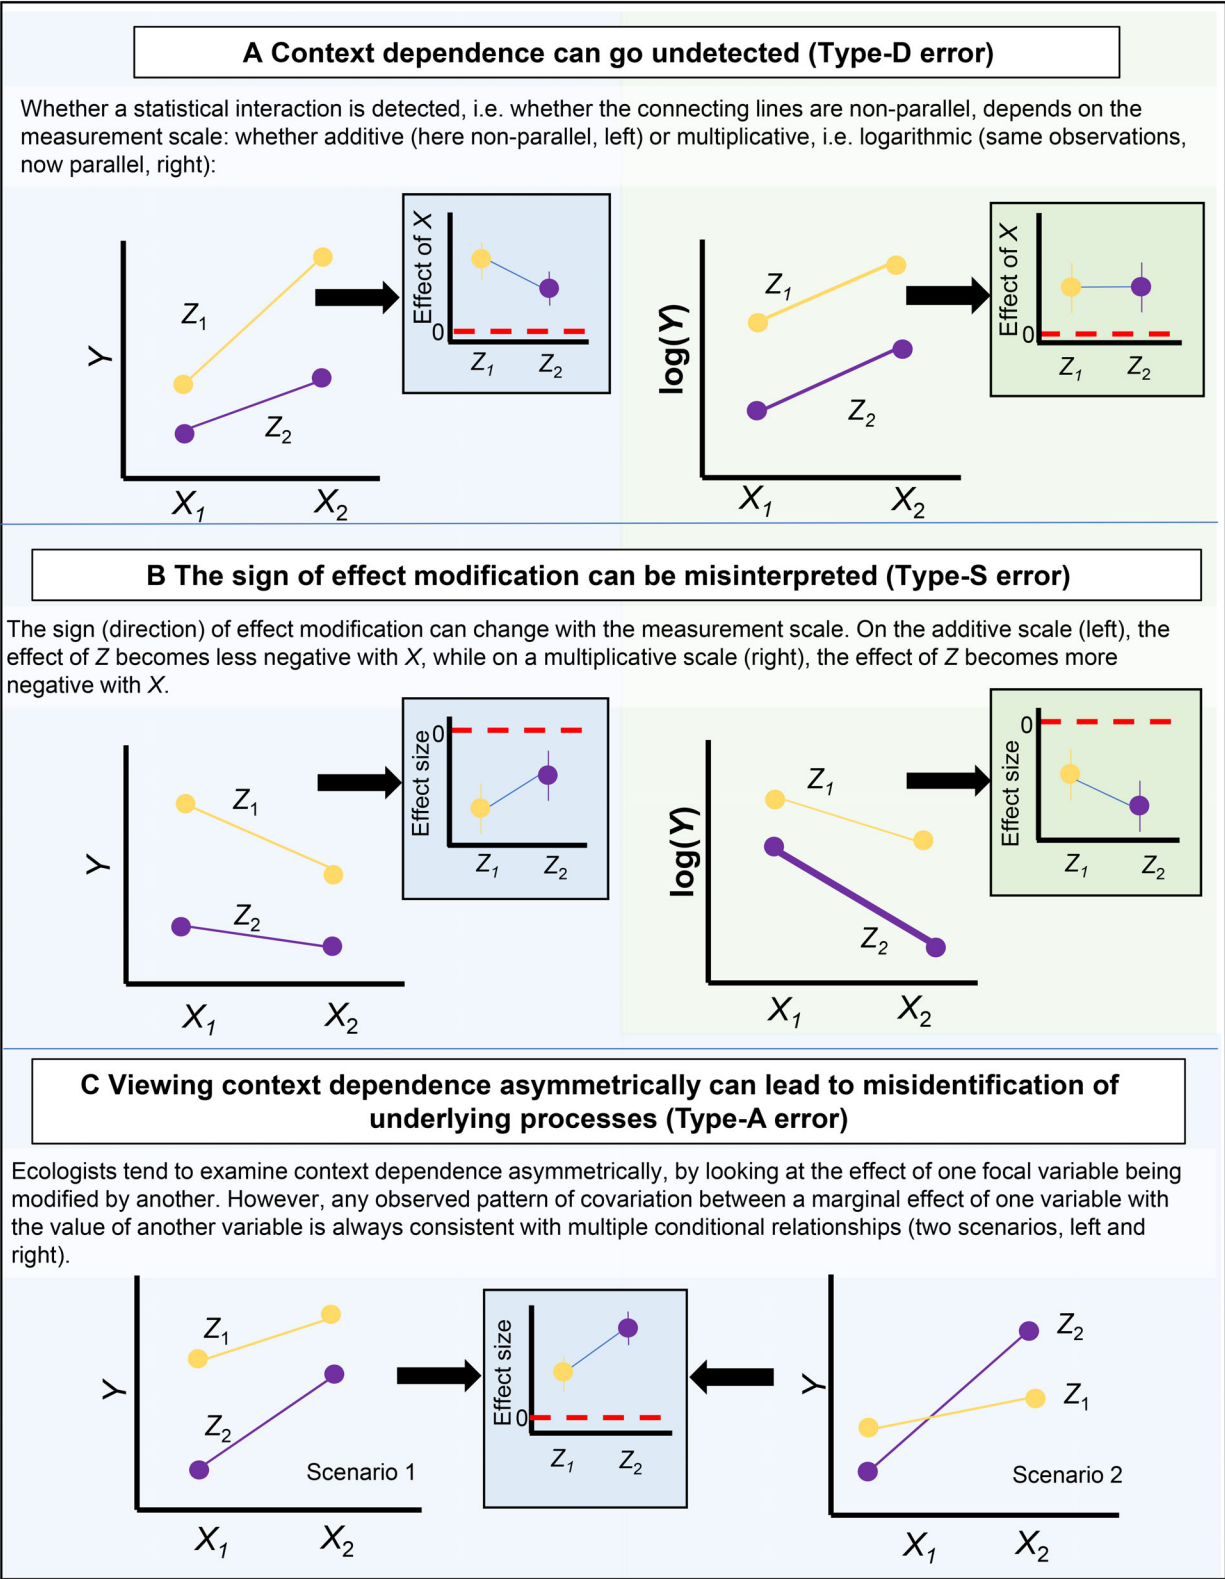 A Context dependence can go undetected (Type-D error)
Whether a statistical interaction is detected, i.e. whether the connecting lines are non-parallel, depends on the
measurement scale: whether additive (here non-parallel, left) or multiplicative, i.e. logarithmic (same observations,
now parallel, right):
Y
Z1
Z2
X1 X2
Effect of X
0
Z1 Z2
log(Y)
Z1
Z2
X1 X2
Effect of X
0
Z1 Z2
B The sign of effect modification can be misinterpreted (Type-S error)
The sign (direction) of effect modification can change with the measurement scale. On the additive scale (left), the
effect of Z becomes less negative with X, while on a multiplicative scale (right), the effect of Z becomes more
negative with X.
Y
Z1
Z2
X1 X2
Effect size
0
Z1 Z2
log(Y)
Z1
Z2
X1 X2
Effect size
0
Z1 Z2
C Viewing context dependence asymmetrically can lead to misidentification of
underlying processes (Type-A error)
Ecologists tend to examine context dependence asymmetrically, by looking at the effect of one focal variable being
modified by another. However, any observed pattern of covariation between a marginal effect of one variable with
the value of another variable is always consistent with multiple conditional relationships (two scenarios, left and
right).
Y
Z1
Z2
Scenario 1
X1 X2
Effect size
0
Z1 Z2
Y
Z2
Z1
Scenario 2
X1 X2